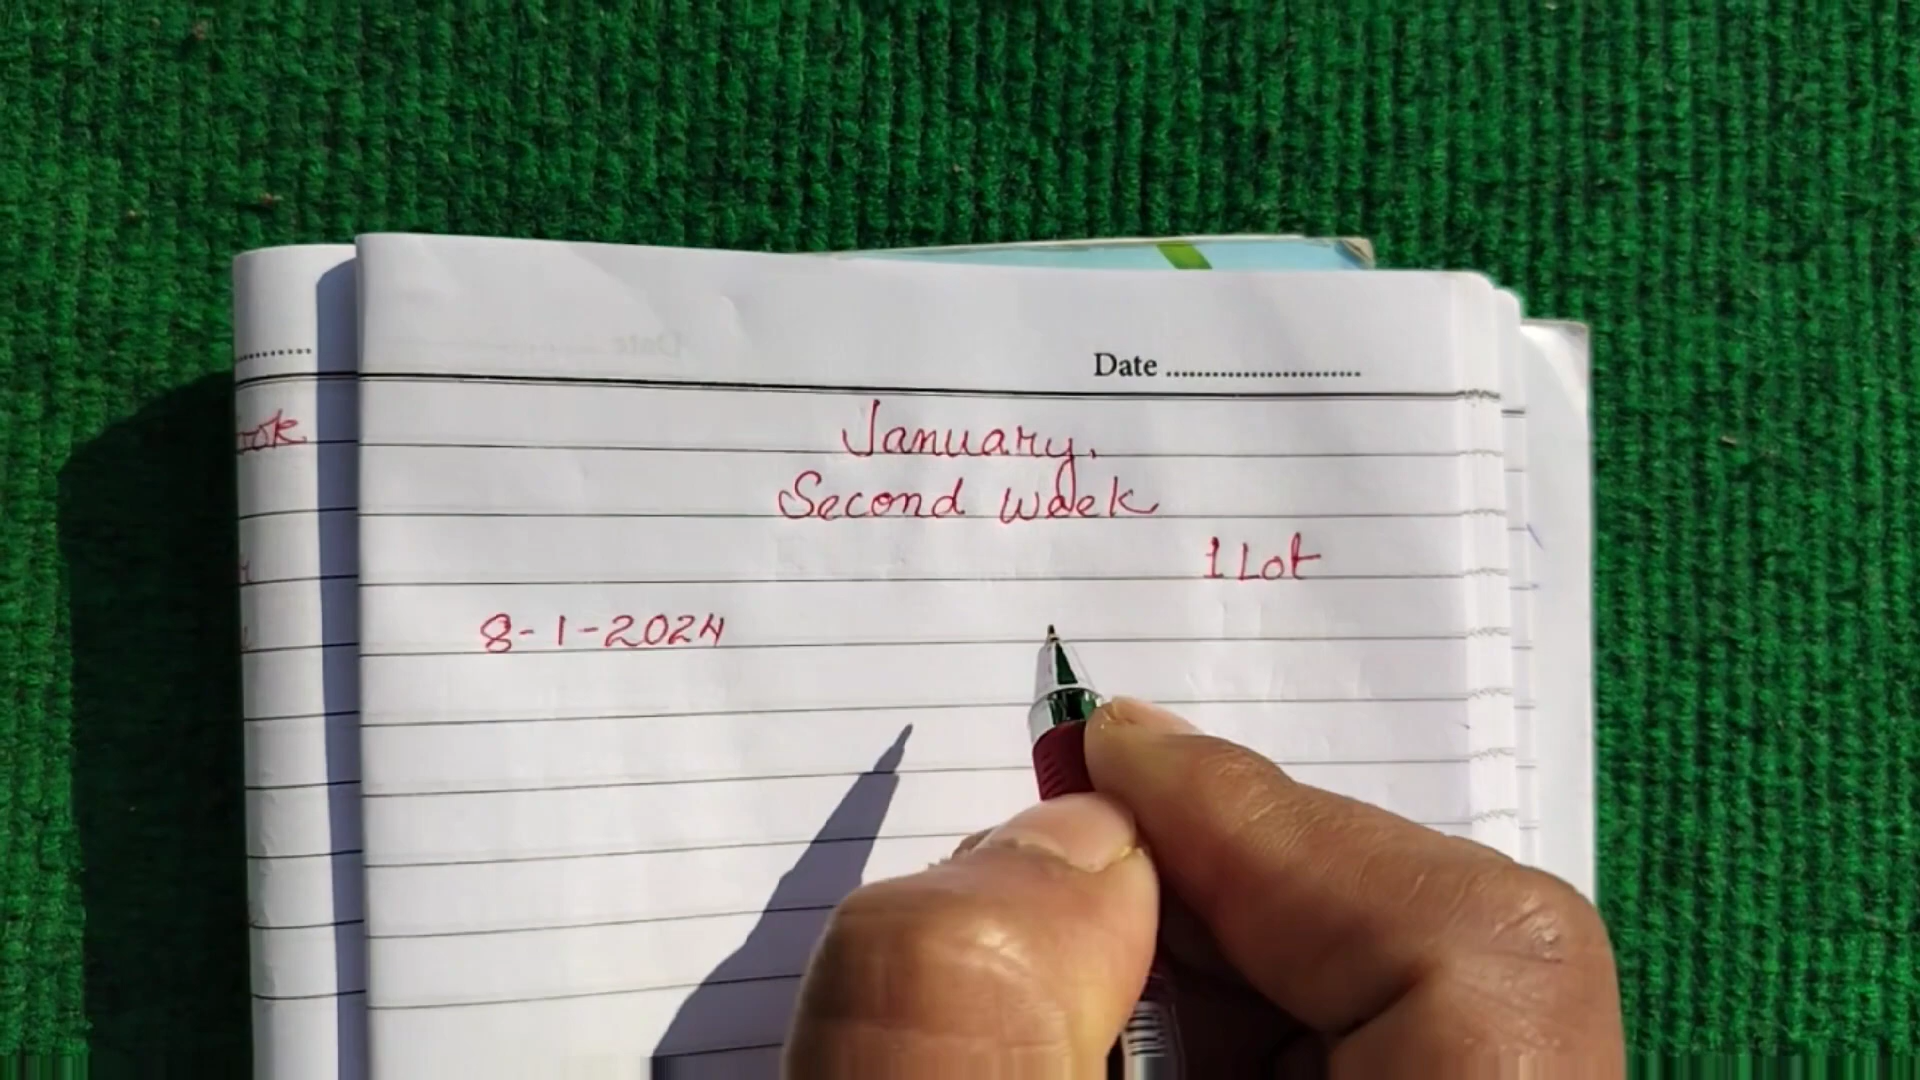 Date ..........................
January.
Second Week
1 Lot
8-1-2024